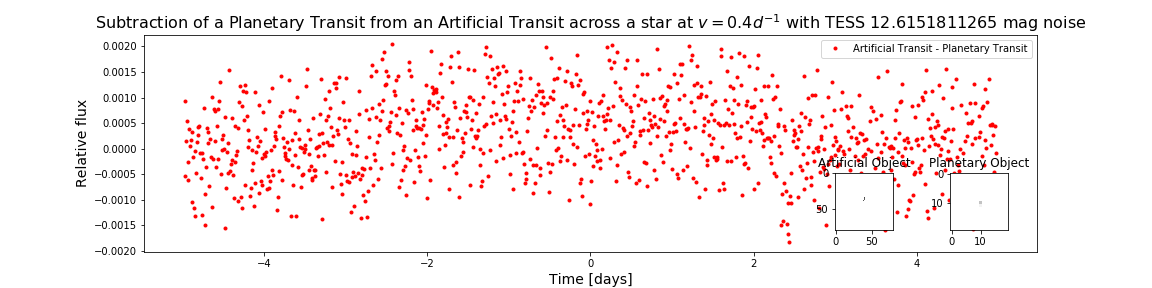 Subtraction of a Planetary Transit from an Artificial Transit across a star at v = 0.4d⁻¹ with TESS 12.6151811265 mag noise
Artificial Transit - Planetary Transit
Relative flux
0.0020
0.0015
0.0010
0.0005
0.0000
−0.0005
−0.0010
−0.0015
−0.0020
Artificial Object
Planetary Object
0
50
0 50
0
10
0 10
−4 −2 0 2 4
Time [days]